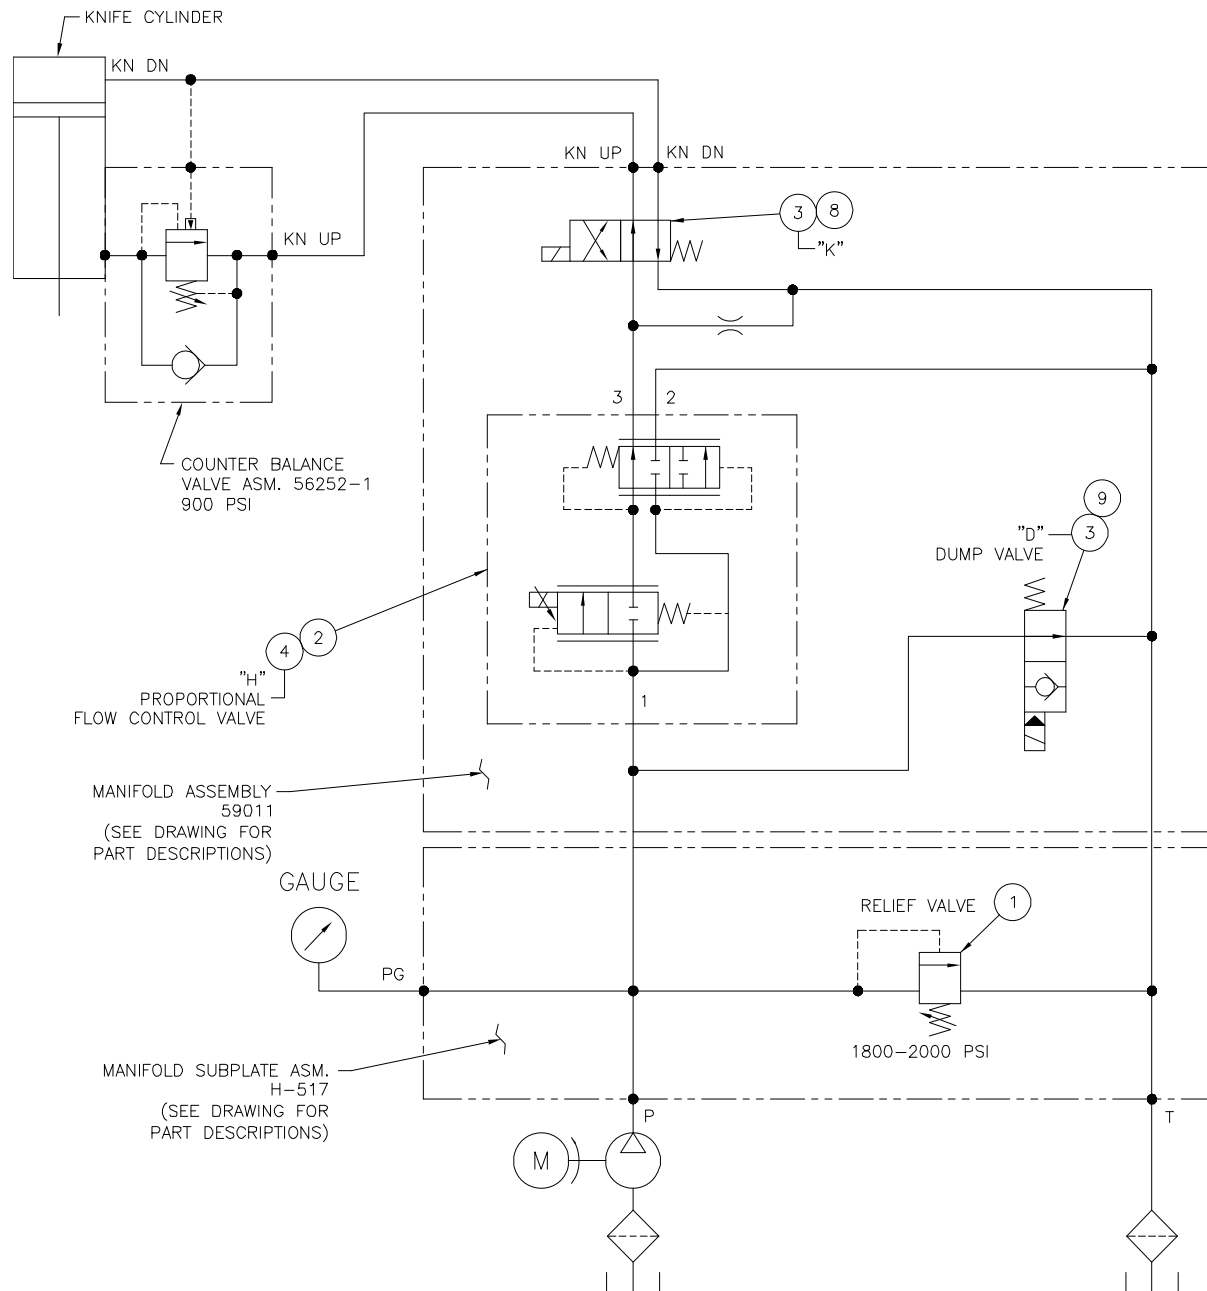 KNIFE CYLINDER
KN DN
KN UP
KN DN
3
8
"K"
KN UP
3
2
COUNTER BALANCE
VALVE ASM. 56252-1
900 PSI
9
"D"
3
DUMP VALVE
2
4
"H"
PROPORTIONAL
FLOW CONTROL VALVE
1
MANIFOLD ASSEMBLY
59011
(SEE DRAWING FOR
PART DESCRIPTIONS)
GAUGE
RELIEF VALVE
1
PG
1800-2000 PSI
MANIFOLD SUBPLATE ASM.
H-517
(SEE DRAWING FOR
PART DESCRIPTIONS)
P
T
M